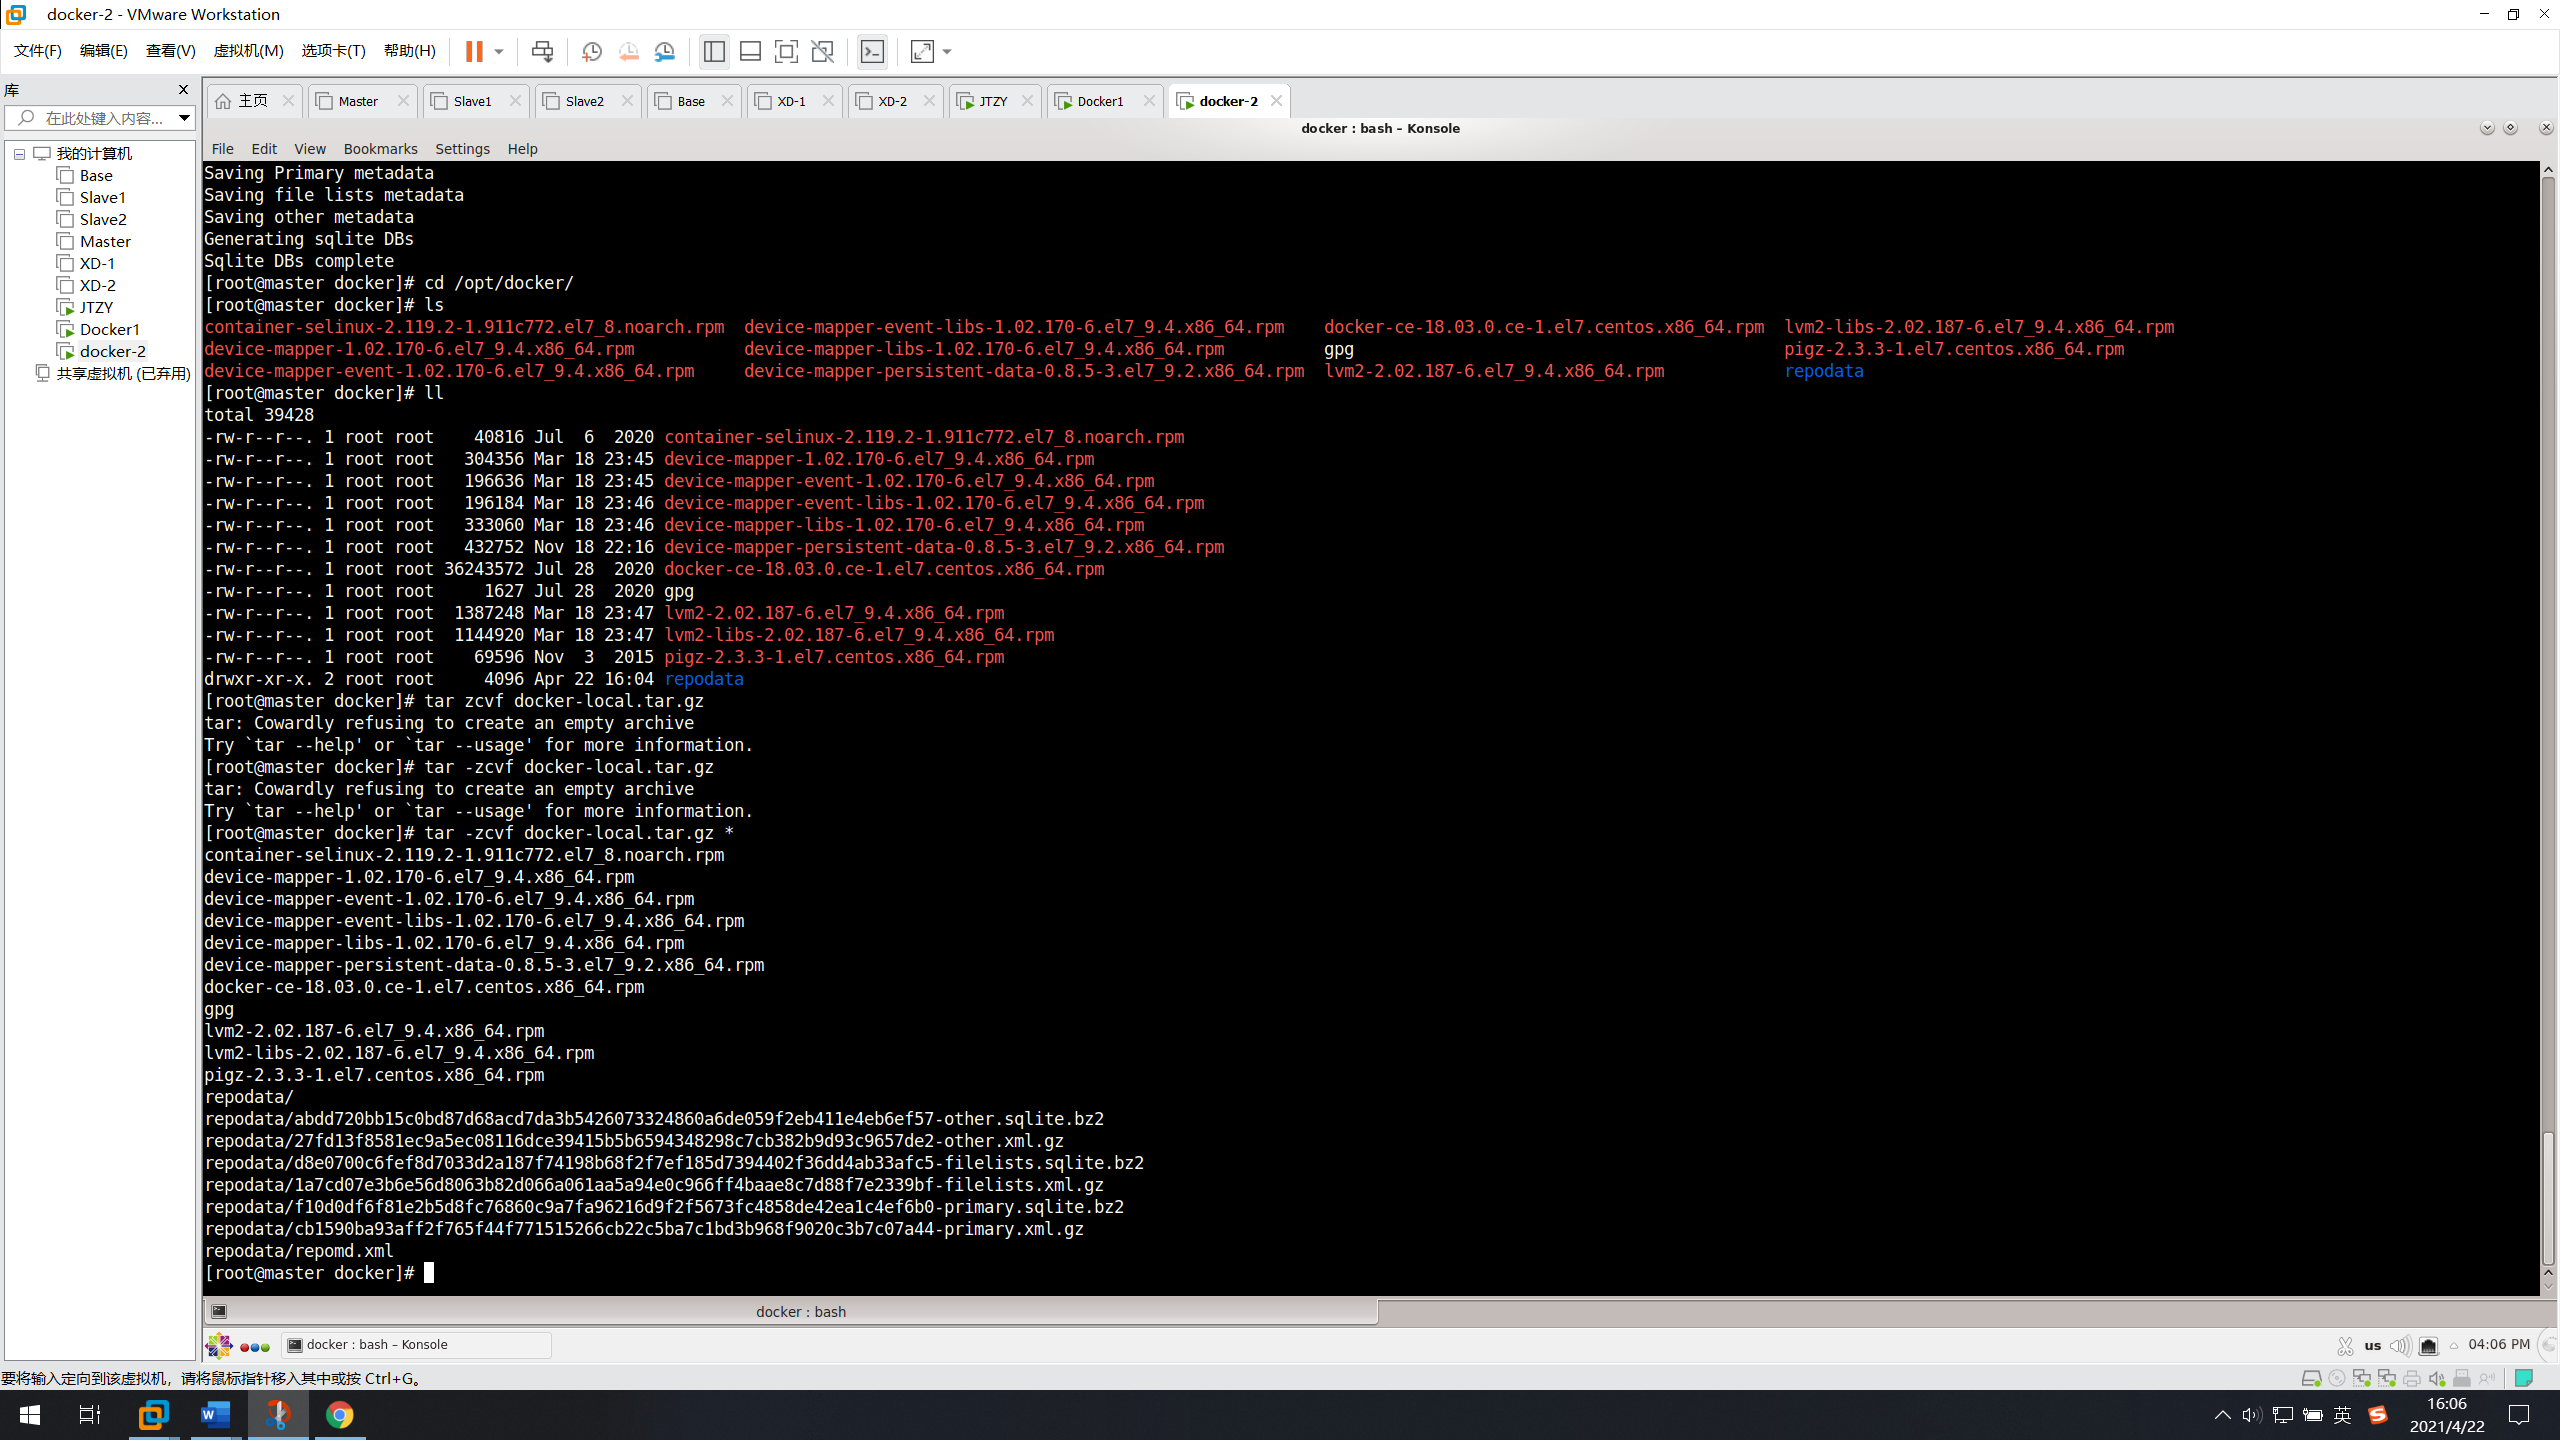 docker-2 - VMware Workstation
文件(F) 编辑(E) 查看(V) 虚拟机(M) 选项卡(T) 帮助(H)
库
在此处键入内容...
我的计算机
Base
Slave1
Slave2
Master
XD-1
XD-2
JTZY
Docker1
docker-2
共享虚拟机 (已弃用)
主页 Master Slave1 Slave2 Base XD-1 XD-2 JTZY Docker1 docker-2
docker : bash – Konsole
File Edit View Bookmarks Settings Help
Saving Primary metadata
Saving file lists metadata
Saving other metadata
Generating sqlite DBs
Sqlite DBs complete
[root@master docker]# cd /opt/docker/
[root@master docker]# ls
container-selinux-2.119.2-1.911c772.el7_8.noarch.rpm device-mapper-event-libs-1.02.170-6.el7_9.4.x86_64.rpm docker-ce-18.03.0.ce-1.el7.centos.x86_64.rpm lvm2-libs-2.02.187-6.el7_9.4.x86_64.rpm
device-mapper-1.02.170-6.el7_9.4.x86_64.rpm device-mapper-libs-1.02.170-6.el7_9.4.x86_64.rpm gpg pigz-2.3.3-1.el7.centos.x86_64.rpm
device-mapper-event-1.02.170-6.el7_9.4.x86_64.rpm device-mapper-persistent-data-0.8.5-3.el7_9.2.x86_64.rpm lvm2-2.02.187-6.el7_9.4.x86_64.rpm repodata
[root@master docker]# ll
total 39428
-rw-r--r--. 1 root root 40816 Jul 6 2020 container-selinux-2.119.2-1.911c772.el7_8.noarch.rpm
-rw-r--r--. 1 root root 304356 Mar 18 23:45 device-mapper-1.02.170-6.el7_9.4.x86_64.rpm
-rw-r--r--. 1 root root 196636 Mar 18 23:45 device-mapper-event-1.02.170-6.el7_9.4.x86_64.rpm
-rw-r--r--. 1 root root 196184 Mar 18 23:46 device-mapper-event-libs-1.02.170-6.el7_9.4.x86_64.rpm
-rw-r--r--. 1 root root 333060 Mar 18 23:46 device-mapper-libs-1.02.170-6.el7_9.4.x86_64.rpm
-rw-r--r--. 1 root root 432752 Nov 18 22:16 device-mapper-persistent-data-0.8.5-3.el7_9.2.x86_64.rpm
-rw-r--r--. 1 root root 36243572 Jul 28 2020 docker-ce-18.03.0.ce-1.el7.centos.x86_64.rpm
-rw-r--r--. 1 root root 1627 Jul 28 2020 gpg
-rw-r--r--. 1 root root 1387248 Mar 18 23:47 lvm2-2.02.187-6.el7_9.4.x86_64.rpm
-rw-r--r--. 1 root root 1144920 Mar 18 23:47 lvm2-libs-2.02.187-6.el7_9.4.x86_64.rpm
-rw-r--r--. 1 root root 69596 Nov 3 2015 pigz-2.3.3-1.el7.centos.x86_64.rpm
drwxr-xr-x. 2 root root 4096 Apr 22 16:04 repodata
[root@master docker]# tar zcvf docker-local.tar.gz
tar: Cowardly refusing to create an empty archive
Try `tar --help' or `tar --usage' for more information.
[root@master docker]# tar -zcvf docker-local.tar.gz
tar: Cowardly refusing to create an empty archive
Try `tar --help' or `tar --usage' for more information.
[root@master docker]# tar -zcvf docker-local.tar.gz *
container-selinux-2.119.2-1.911c772.el7_8.noarch.rpm
device-mapper-1.02.170-6.el7_9.4.x86_64.rpm
device-mapper-event-1.02.170-6.el7_9.4.x86_64.rpm
device-mapper-event-libs-1.02.170-6.el7_9.4.x86_64.rpm
device-mapper-libs-1.02.170-6.el7_9.4.x86_64.rpm
device-mapper-persistent-data-0.8.5-3.el7_9.2.x86_64.rpm
docker-ce-18.03.0.ce-1.el7.centos.x86_64.rpm
gpg
lvm2-2.02.187-6.el7_9.4.x86_64.rpm
lvm2-libs-2.02.187-6.el7_9.4.x86_64.rpm
pigz-2.3.3-1.el7.centos.x86_64.rpm
repodata/
repodata/abdd720bb15c0bd87d68acd7da3b5426073324860a6de059f2eb411e4eb6ef57-other.sqlite.bz2
repodata/27fd13f8581ec9a5ec08116dce39415b5b6594348298c7cb382b9d93c9657de2-other.xml.gz
repodata/d8e0700c6fef8d7033d2a187f74198b68f2f7ef185d7394402f36dd4ab33afc5-filelists.sqlite.bz2
repodata/1a7cd07e3b6e56d8063b82d066a061aa5a94e0c966ff4baae8c7d88f7e2339bf-filelists.xml.gz
repodata/f10d0df6f81e2b5d8fc76860c9a7fa96216d9f2f5673fc4858de42ea1c4ef6b0-primary.sqlite.bz2
repodata/cb1590ba93aff2f765f44f771515266cb22c5ba7c1bd3b968f9020c3b7c07a44-primary.xml.gz
repodata/repomd.xml
[root@master docker]#
docker : bash
docker : bash – Konsole us 04:06 PM
要将输入定向到该虚拟机，请将鼠标指针移入其中或按 Ctrl+G。
英 16:06
2021/4/22